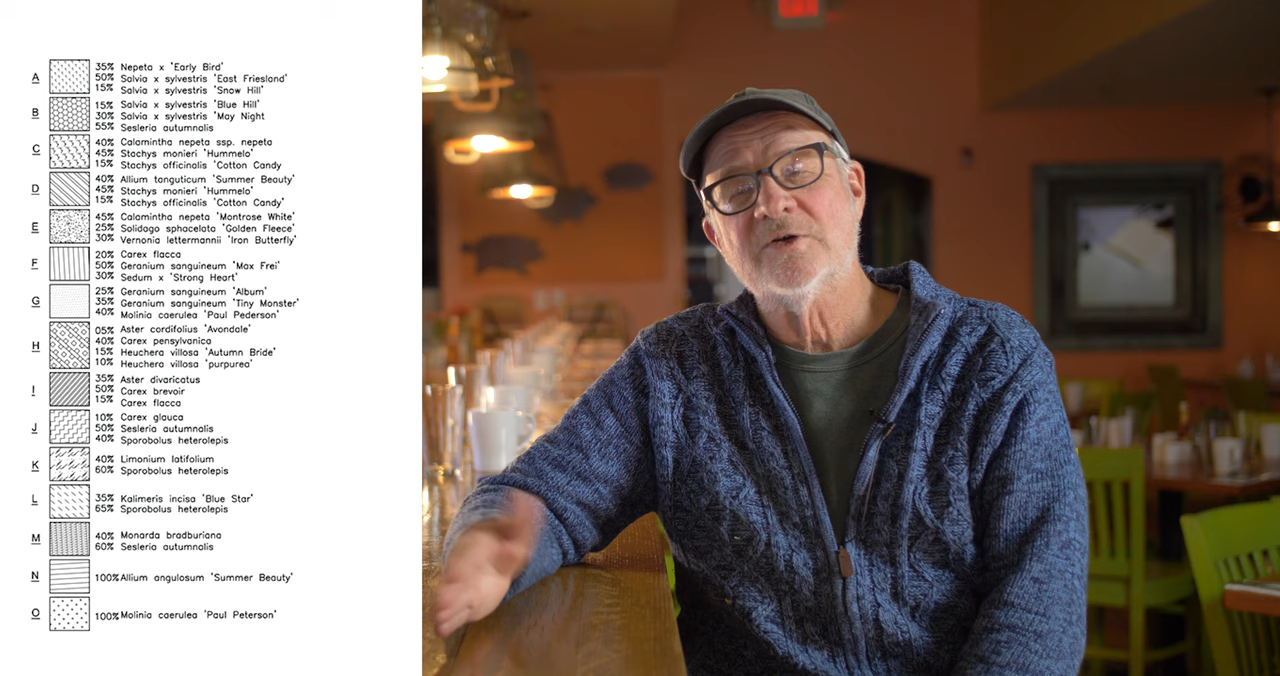 A
35% Nepeta x 'Early Bird'
50% Salvia x sylvestris 'East Friesland'
15% Salvia x sylvestris 'Snow Hill'
B
15% Salvia x sylvestris 'Blue Hill'
30% Salvia x sylvestris 'May Night
55% Sesleria autumnalis
C
40% Calamintha nepeta ssp. nepeta
45% Stachys monieri 'Hummelo'
15% Stachys officinalis 'Cotton Candy
D
40% Allium tanguticum 'Summer Beauty'
45% Stachys monieri 'Hummelo'
15% Stachys officinalis 'Cotton Candy'
E
45% Calamintha nepeta 'Montrose White'
25% Solidago sphacelata 'Golden Fleece'
30% Vernonia lettermannii 'Iron Butterfly'
F
20% Carex flacca
50% Geranium sanguineum 'Max Frei'
30% Sedum x 'Strong Heart'
G
25% Geranium sanguineum 'Album'
35% Geranium sanguineum 'Tiny Monster'
40% Molinia caerulea 'Paul Pederson'
H
05% Aster cordifolius 'Avondale'
40% Carex pensylvanica
15% Heuchera villosa 'Autumn Bride'
10% Heuchera villosa 'purpurea'
I
35% Aster divaricatus
50% Carex brevoir
15% Carex flacca
J
10% Carex glauca
50% Sesleria autumnalis
40% Sporobolus heterolepis
K
40% Limonium latifolium
60% Sporobolus heterolepis
L
35% Kalimeris incisa 'Blue Star'
65% Sporobolus heterolepis
M
40% Monarda bradburiana
60% Sesleria autumnalis
N
100% Allium angulosum 'Summer Beauty'
O
100% Molinia caerulea 'Paul Peterson'